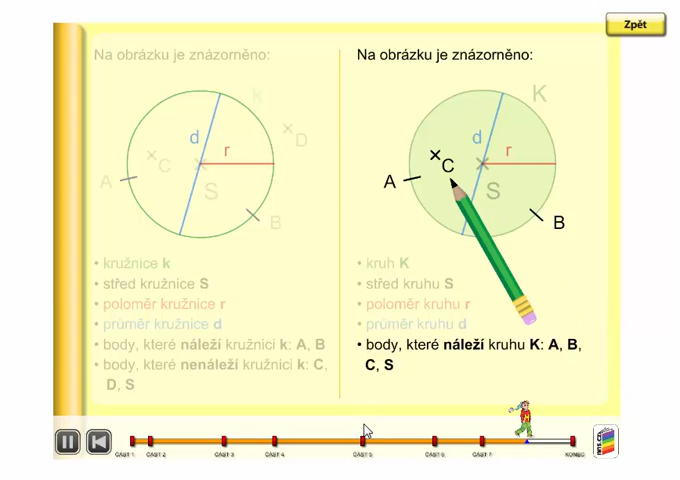 Zpět
Na obrázku je znázorněno:
k
d
D
C
r
A
S
B
• kružnice k
• střed kružnice S
• poloměr kružnice r
• průměr kružnice d
• body, které náleží kružnici k: A, B
• body, které nenáleží kružnici k: C,
D, S
Na obrázku je znázorněno:
K
d
r
C
A
S
B
• kruh K
• střed kruhu S
• poloměr kruhu r
• průměr kruhu d
• body, které náleží kruhu K: A, B,
C, S
ČÁST 1 ČÁST 2 ČÁST 3 ČÁST 4 ČÁST 5 ČÁST 6 ČÁST 7 KONEC